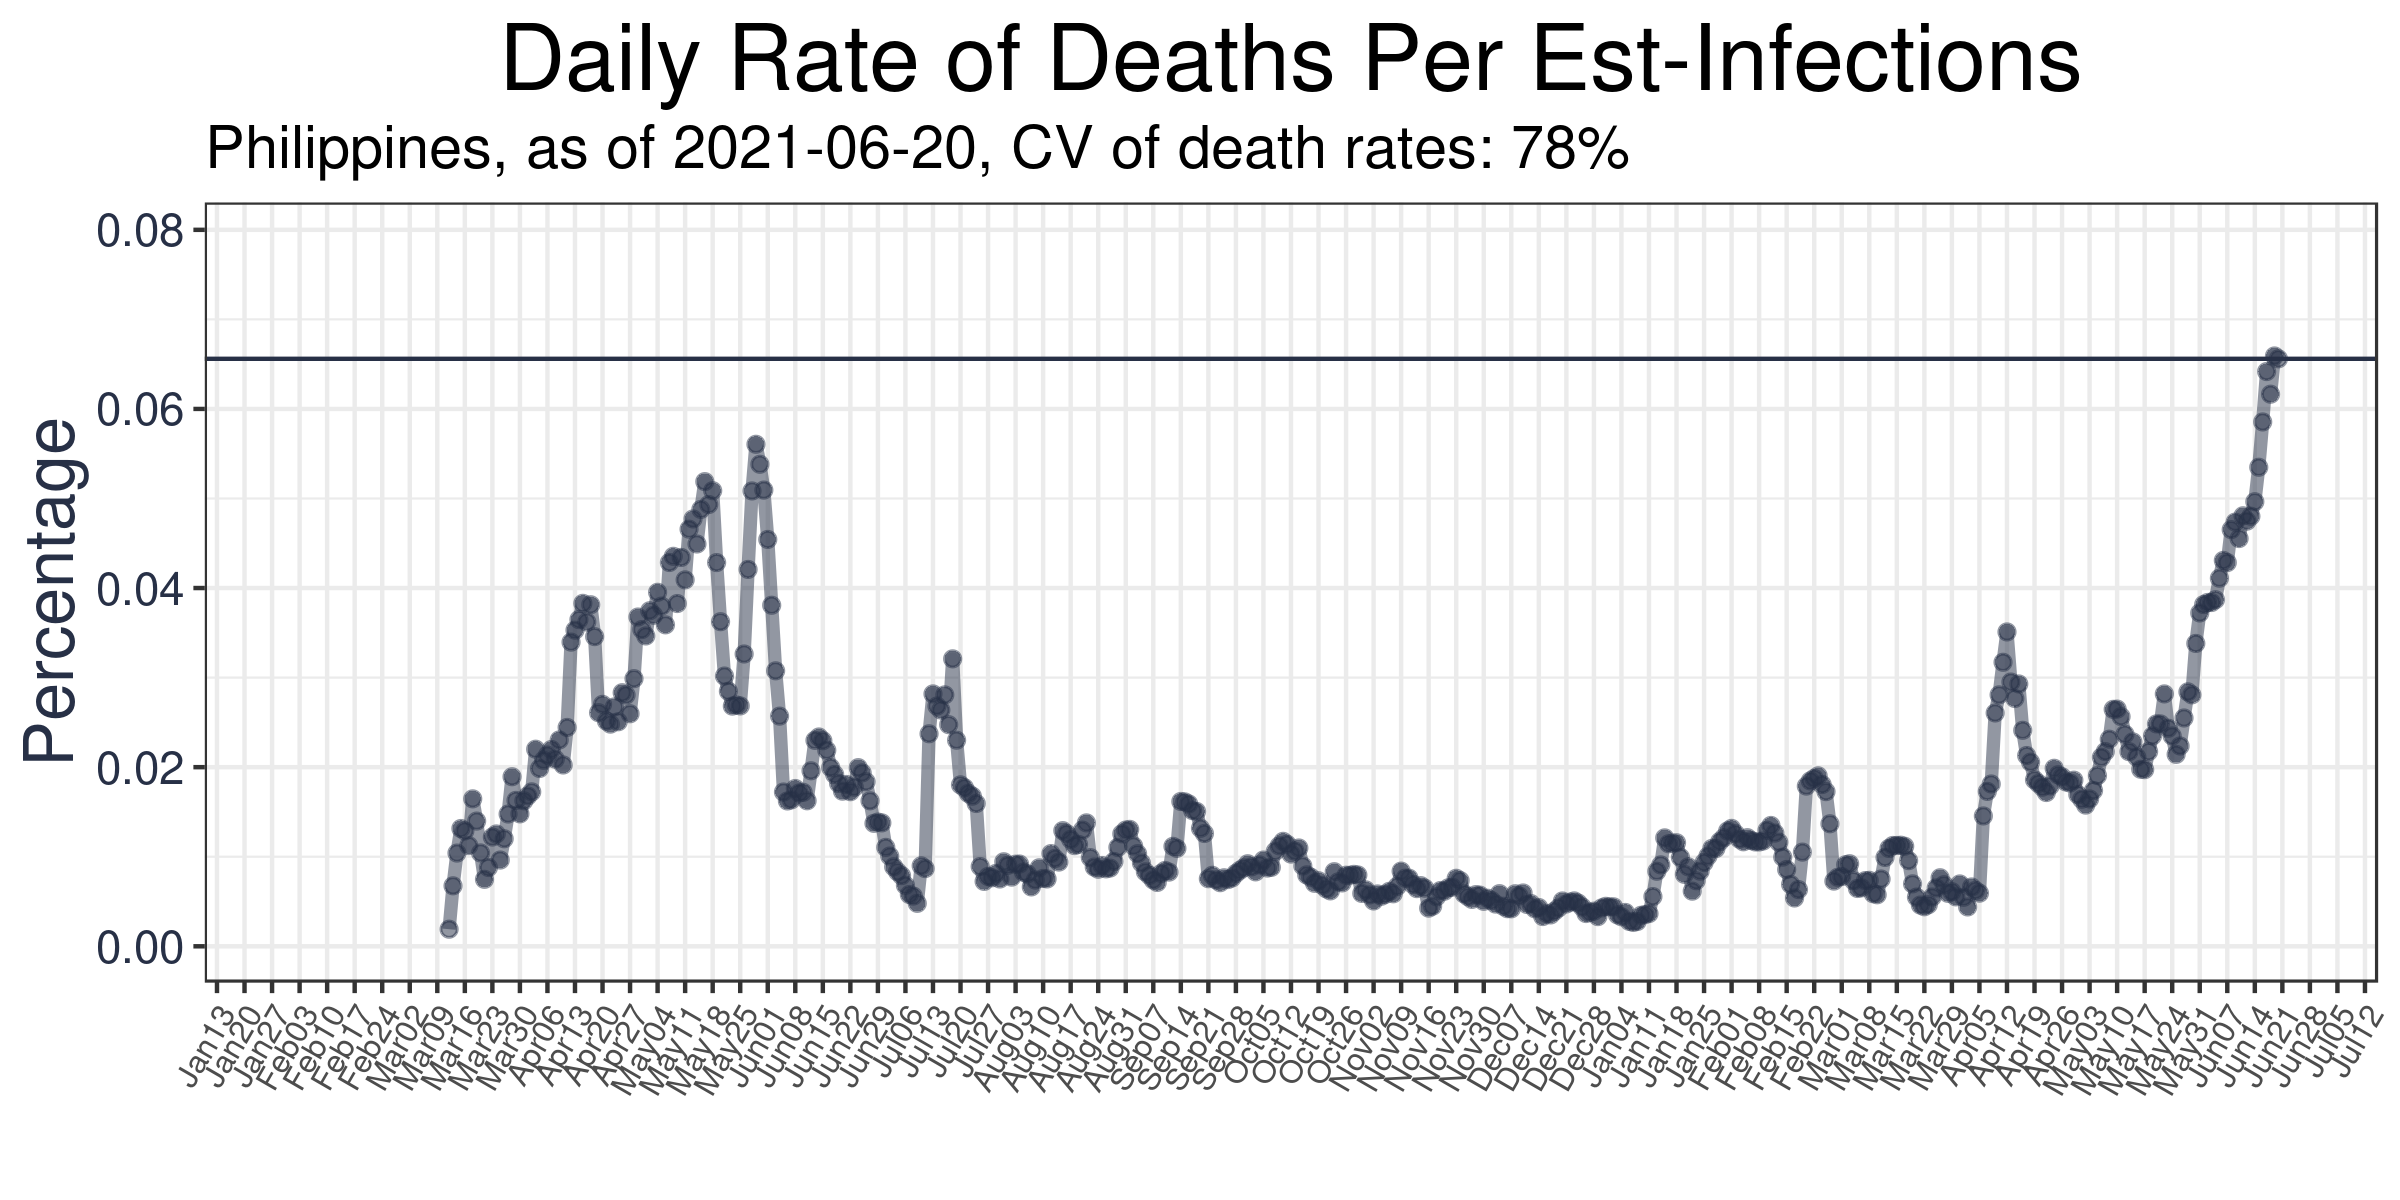 Daily Rate of Deaths Per Est-Infections
Philippines, as of 2021-06-20, CV of death rates: 78%
Percentage
0.08
0.06
0.04
0.02
0.00
Jan13
Jan20
Jan27
Feb03
Feb10
Feb17
Feb24
Mar02
Mar09
Mar16
Mar23
Mar30
Apr06
Apr13
Apr20
Apr27
May04
May11
May18
May25
Jun01
Jun08
Jun15
Jun22
Jun29
Jul06
Jul13
Jul20
Jul27
Aug03
Aug10
Aug17
Aug24
Aug31
Sep07
Sep14
Sep21
Sep28
Oct05
Oct12
Oct19
Oct26
Nov02
Nov09
Nov16
Nov23
Nov30
Dec07
Dec14
Dec21
Dec28
Jan04
Jan11
Jan18
Jan25
Feb01
Feb08
Feb15
Feb22
Mar01
Mar08
Mar15
Mar22
Mar29
Apr05
Apr12
Apr19
Apr26
May03
May10
May17
May24
May31
Jun07
Jun14
Jun21
Jun28
Jul05
Jul12